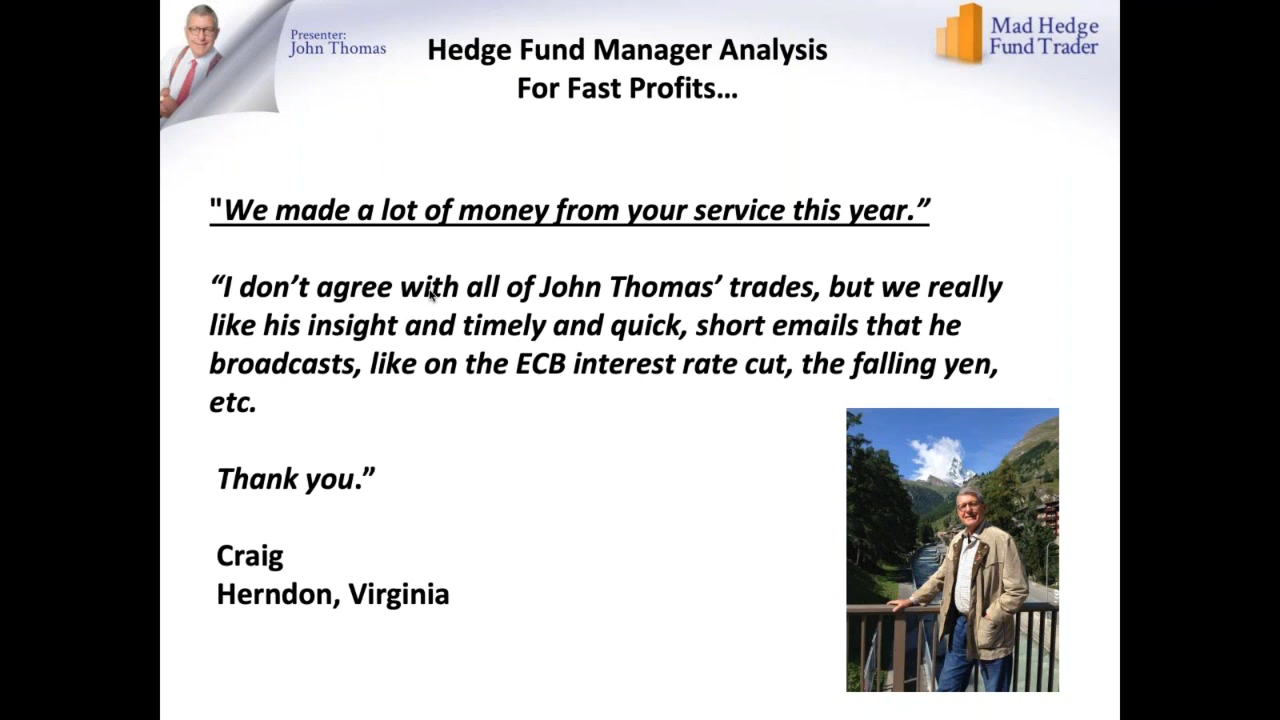 Presenter:
John Thomas
Hedge Fund Manager Analysis
For Fast Profits…
Mad Hedge
Fund Trader
"We made a lot of money from your service this year.”
“I don’t agree with all of John Thomas’ trades, but we really
like his insight and timely and quick, short emails that he
broadcasts, like on the ECB interest rate cut, the falling yen,
etc.
Thank you.”
Craig
Herndon, Virginia